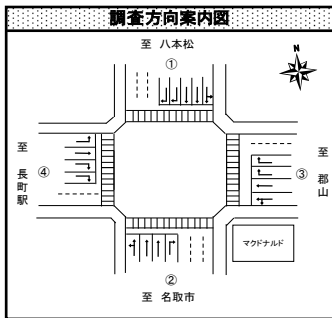 調査方向案内図
至 八本松
①
N
至 長町駅
④
③
至 郡山
マクドナルド
②
至 名取市